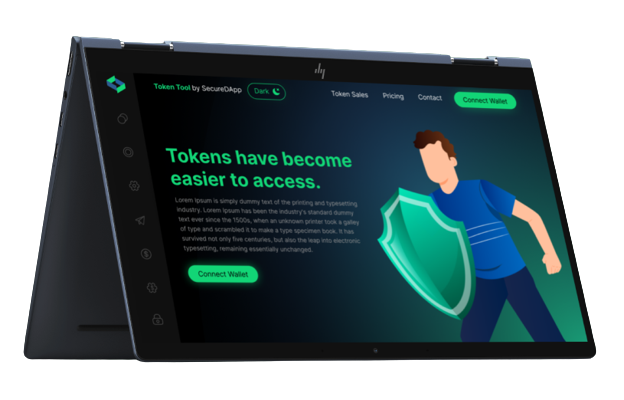 Token Tool by SecureDApp
Dark
Token Sales
Pricing
Contact
Connect Wallet
Tokens have become
easier to access.
Lorem Ipsum is simply dummy text of the printing and typesetting
industry. Lorem Ipsum has been the industry's standard dummy
text ever since the 1500s, when an unknown printer took a galley
of type and scrambled it to make a type specimen book. It has
survived not only five centuries, but also the leap into electronic
typesetting, remaining essentially unchanged.
Connect Wallet